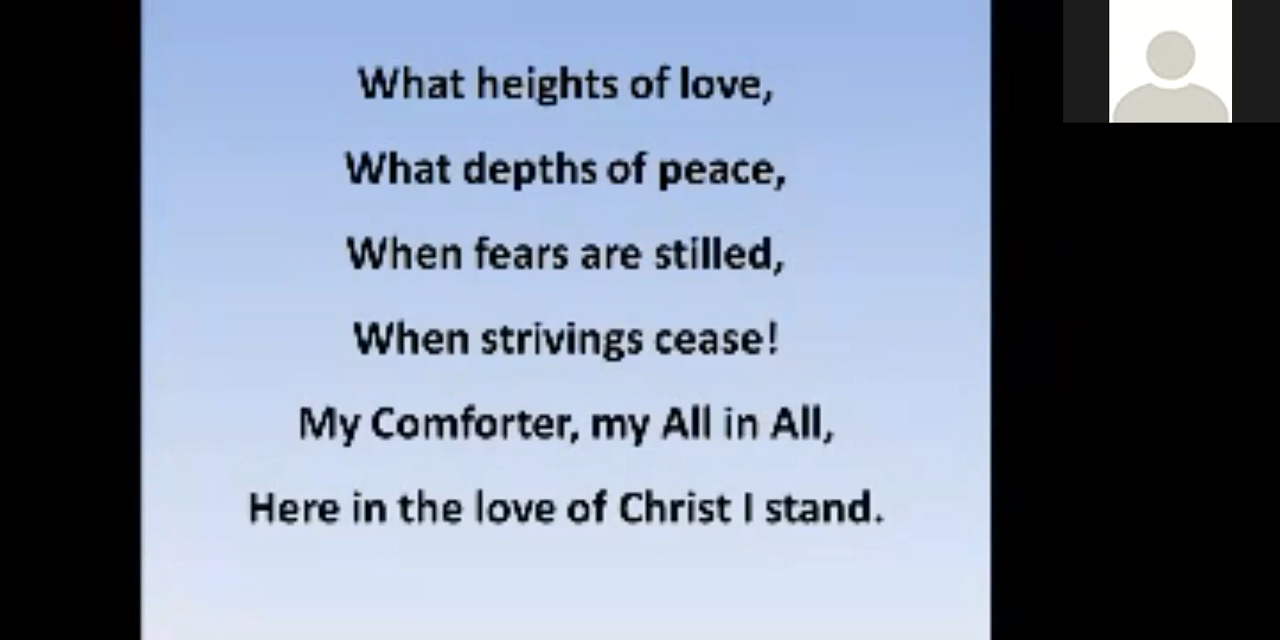 What heights of love,
What depths of peace,
When fears are stilled,
When strivings cease!
My Comforter, my All in All,
Here in the love of Christ I stand.